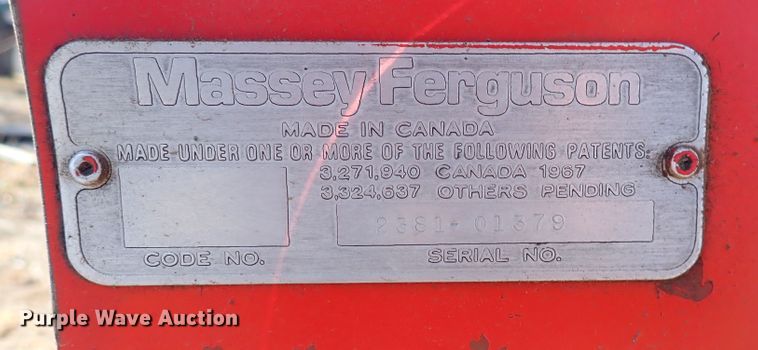 Massey Ferguson
MADE IN CANADA
MADE UNDER ONE OR MORE OF THE FOLLOWING PATENTS:
3,271,940 CANADA 1967
3,324,637 OTHERS PENDING
2381-01379
CODE NO. SERIAL NO.
Purple Wave Auction